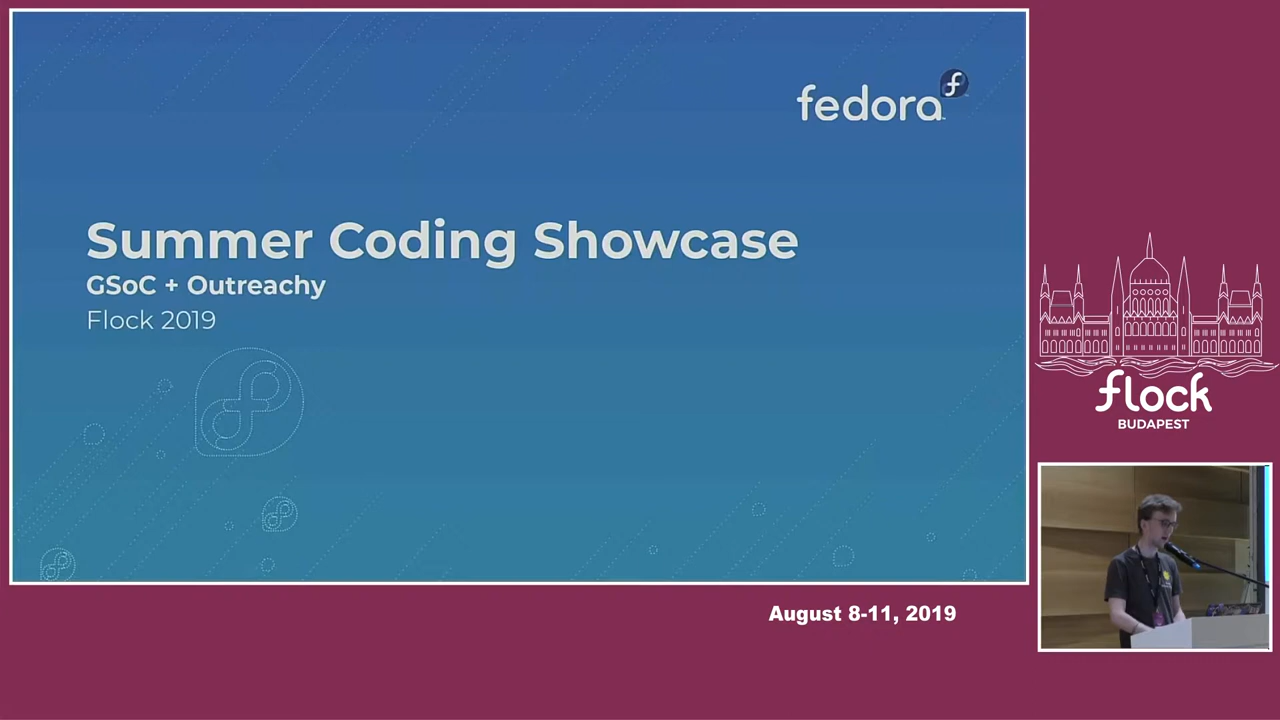 fedora
Summer Coding Showcase
GSoC + Outreachy
Flock 2019
flock
BUDAPEST
August 8-11, 2019